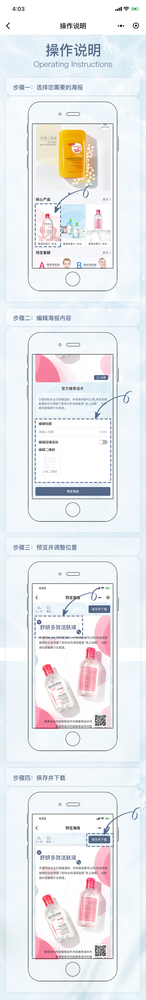 4:03
操作说明
操作说明
Operating Instructions
步骤一：选择您需要的海报
操作说明
防晒小盾牌
BIODERMA
Photoderm
MAX
SPF
50+
Aquafluide Pocket
30 ml
核心产品
更多
肌活水愈力 补水...
肌活水愈力 补水...
肌活水愈力 补水...
特定客群
更多
A 敏感性肌肤
B 缺水性肌肤
步骤二：编辑海报内容
收藏
官方推荐话术
贝德玛粉水主打舒缓温和，所有肤质都可以用,有些皮肤
敏感的女生用错了卸妆水的话简直是“妆上加霜”，这款
真的是敏感少女救星。
编辑标题
请输入标题
(0/20)
编辑店铺活动
编辑二维码
上传二维码
预览海报
步骤三：预览并调整位置
4:03
预览海报
上一步
退出
保存并下载
舒妍多效洁肤液
贝德玛粉水主打舒缓温和，所有肤质都可以用,有些皮肤
敏感的女生用错了卸妆水的话简直是“妆上加霜”，这款
真的是敏感少女救星。
BIODERMA
BIODERMA
推荐话术内容推荐话术内容推荐话术内
容推荐话术内容推荐话术内容
步骤四：保存并下载
4:03
预览海报
上一步
退出
保存并下载
舒妍多效洁肤液
贝德玛粉水主打舒缓温和，所有肤质都可以用,有些皮肤
敏感的女生用错了卸妆水的话简直是“妆上加霜”，这款
真的是敏感少女救星。
BIODERMA
BIODERMA
推荐话术内容推荐话术内容推荐话术内
容推荐话术内容推荐话术内容